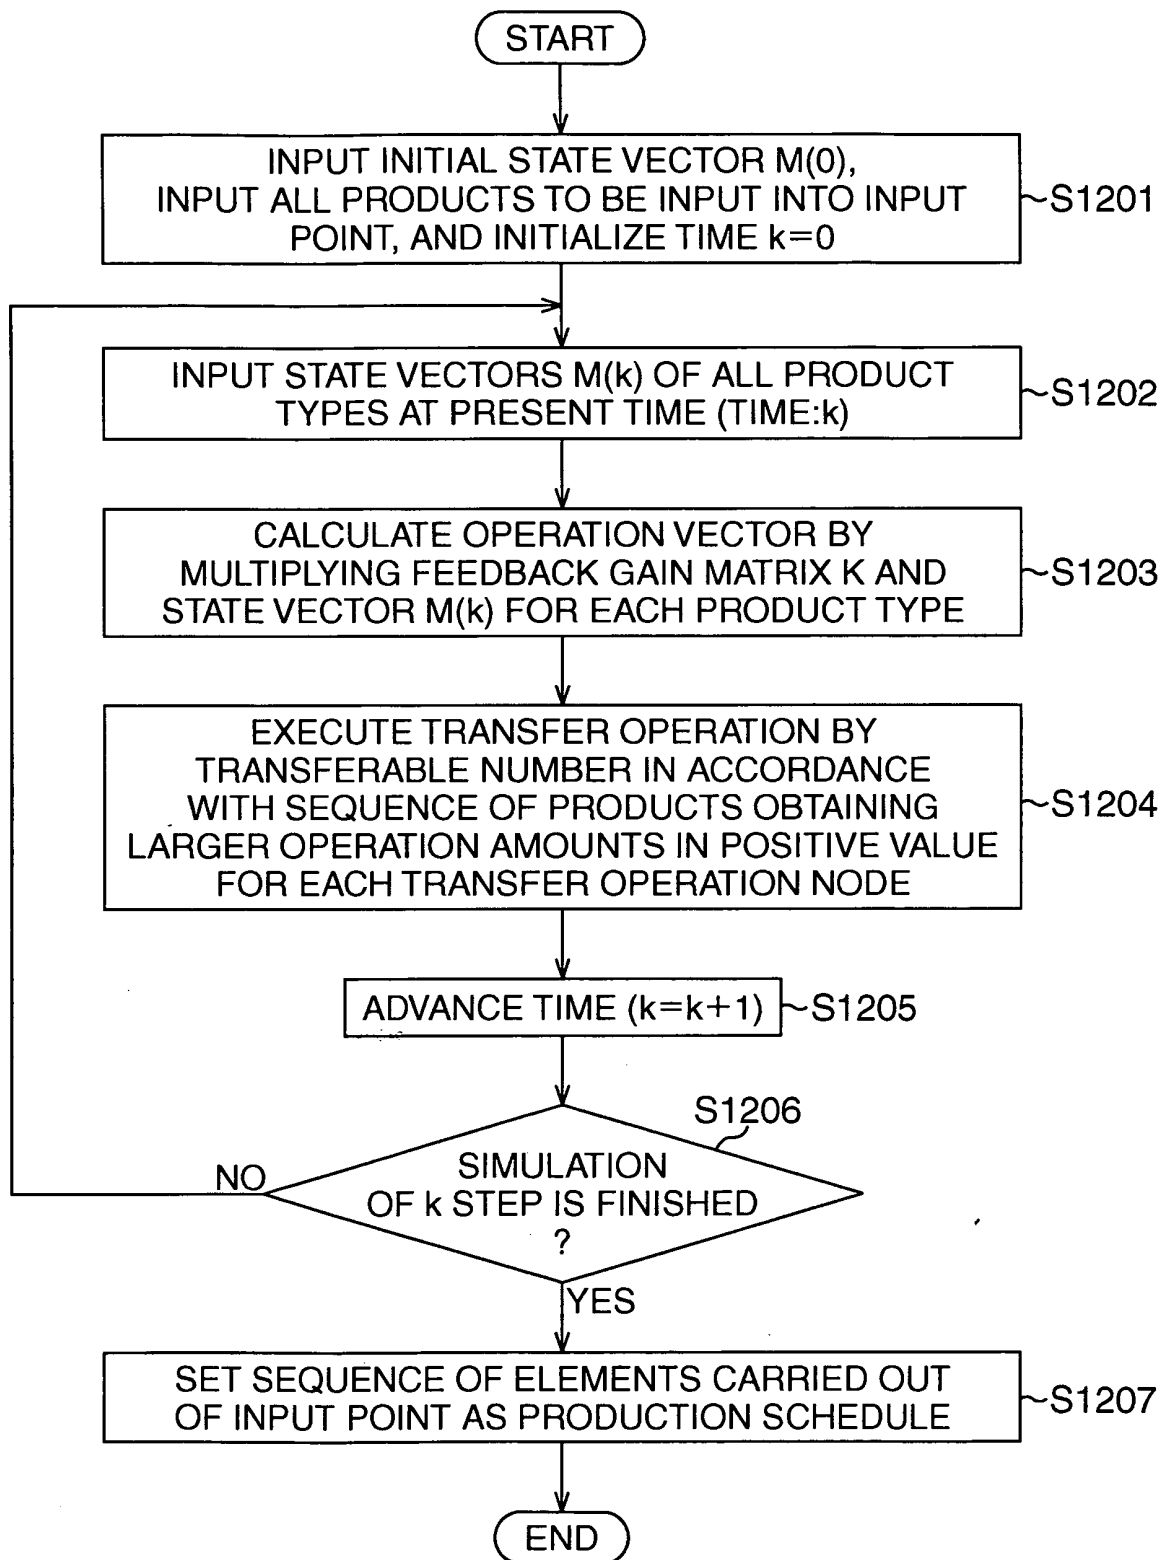 START
INPUT INITIAL STATE VECTOR M(0),
INPUT ALL PRODUCTS TO BE INPUT INTO INPUT
POINT, AND INITIALIZE TIME k=0
S1201
INPUT STATE VECTORS M(k) OF ALL PRODUCT
TYPES AT PRESENT TIME (TIME:k)
S1202
CALCULATE OPERATION VECTOR BY
MULTIPLYING FEEDBACK GAIN MATRIX K AND
STATE VECTOR M(k) FOR EACH PRODUCT TYPE
S1203
EXECUTE TRANSFER OPERATION BY
TRANSFERABLE NUMBER IN ACCORDANCE
WITH SEQUENCE OF PRODUCTS OBTAINING
LARGER OPERATION AMOUNTS IN POSITIVE VALUE
FOR EACH TRANSFER OPERATION NODE
S1204
ADVANCE TIME (k=k+1)
S1205
S1206
SIMULATION
OF k STEP IS FINISHED
?
NO
YES
SET SEQUENCE OF ELEMENTS CARRIED OUT
OF INPUT POINT AS PRODUCTION SCHEDULE
S1207
END